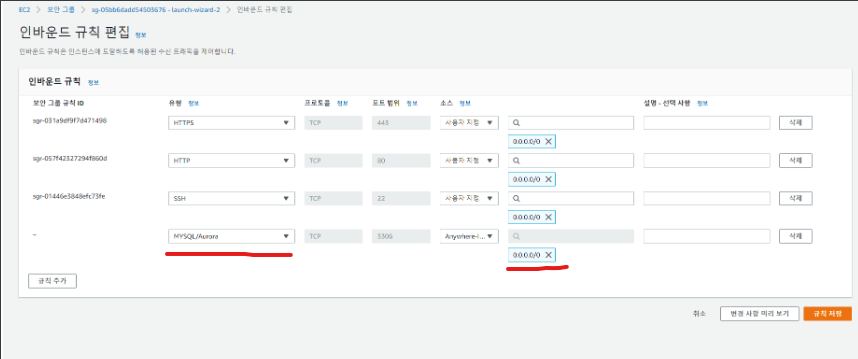 EC2 > 보안 그룹 > sg-05bb6dadd54503676 - launch-wizard-2 > 인바운드 규칙 편집
인바운드 규칙 편집 정보
인바운드 규칙은 인스턴스에 도달하도록 허용된 수신 트래픽을 제어합니다.
인바운드 규칙 정보
보안 그룹 규칙 ID 유형 정보 프로토콜 정보 포트 범위 정보 소스 정보 설명 - 선택 사항 정보
sgr-031a9df9f7d471498 HTTPS TCP 443 사용자 지정 삭제
0.0.0.0/0
sgr-057f42327294f860d HTTP TCP 80 사용자 지정 삭제
0.0.0.0/0
sgr-01446e3848efc73fe SSH TCP 22 사용자 지정 삭제
0.0.0.0/0
- MYSQL/Aurora TCP 3306 Anywhere-I... 삭제
0.0.0.0/0
규칙 추가
취소 변경 사항 미리 보기 규칙 저장